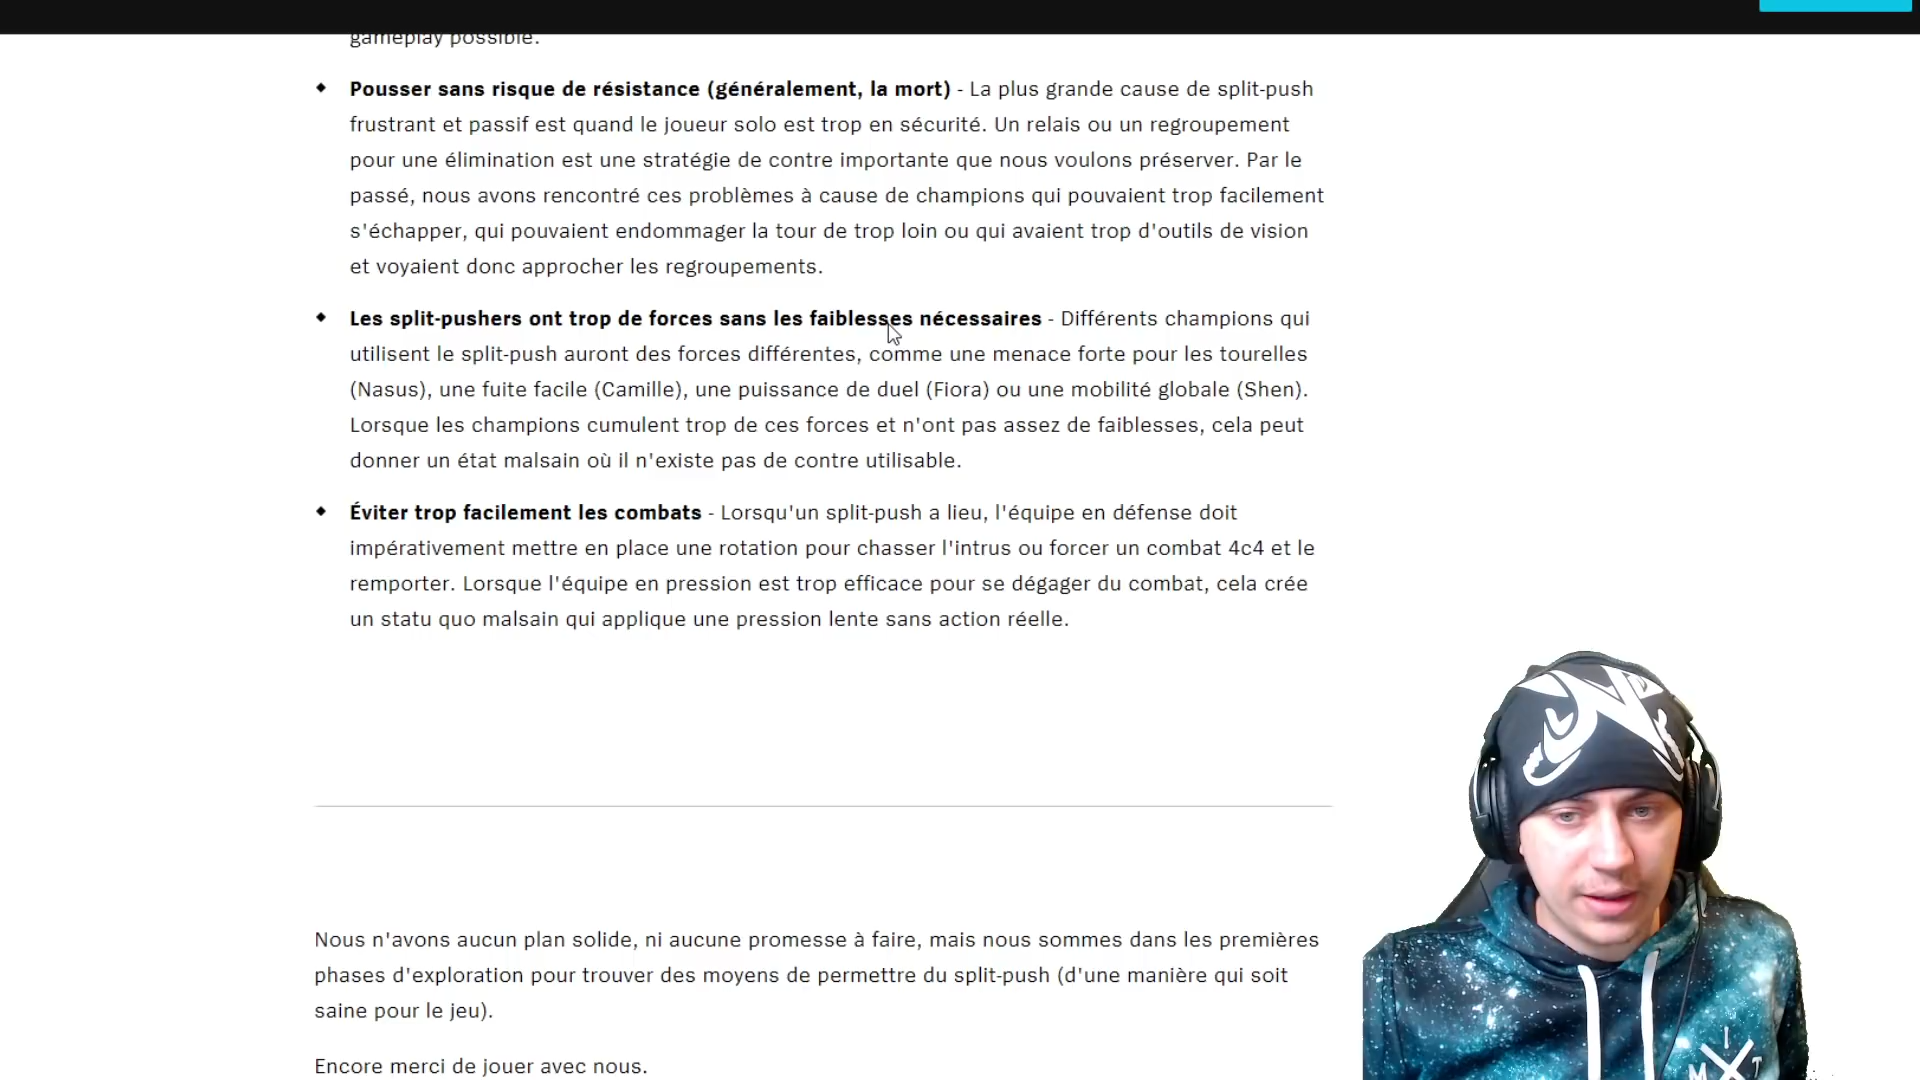 gameplay possible.
Pousser sans risque de résistance (généralement, la mort) - La plus grande cause de split-push
frustrant et passif est quand le joueur solo est trop en sécurité. Un relais ou un regroupement
pour une élimination est une stratégie de contre importante que nous voulons préserver. Par le
passé, nous avons rencontré ces problèmes à cause de champions qui pouvaient trop facilement
s'échapper, qui pouvaient endommager la tour de trop loin ou qui avaient trop d'outils de vision
et voyaient donc approcher les regroupements.
Les split-pushers ont trop de forces sans les faiblesses nécessaires - Différents champions qui
utilisent le split-push auront des forces différentes, comme une menace forte pour les tourelles
(Nasus), une fuite facile (Camille), une puissance de duel (Fiora) ou une mobilité globale (Shen).
Lorsque les champions cumulent trop de ces forces et n'ont pas assez de faiblesses, cela peut
donner un état malsain où il n'existe pas de contre utilisable.
Éviter trop facilement les combats - Lorsqu'un split-push a lieu, l'équipe en défense doit
impérativement mettre en place une rotation pour chasser l'intrus ou forcer un combat 4c4 et le
remporter. Lorsque l'équipe en pression est trop efficace pour se dégager du combat, cela crée
un statu quo malsain qui applique une pression lente sans action réelle.
Nous n'avons aucun plan solide, ni aucune promesse à faire, mais nous sommes dans les premières
phases d'exploration pour trouver des moyens de permettre du split-push (d'une manière qui soit
saine pour le jeu).
Encore merci de jouer avec nous.